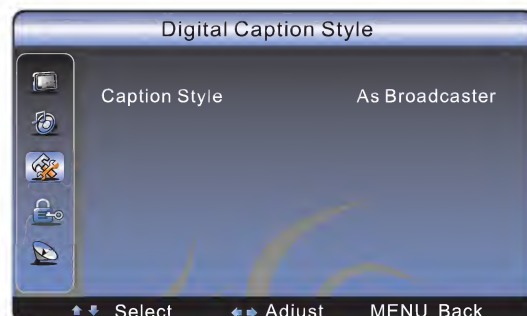 Digital Caption Style
Caption Style As Broadcaster
Select Adjust MENU Back